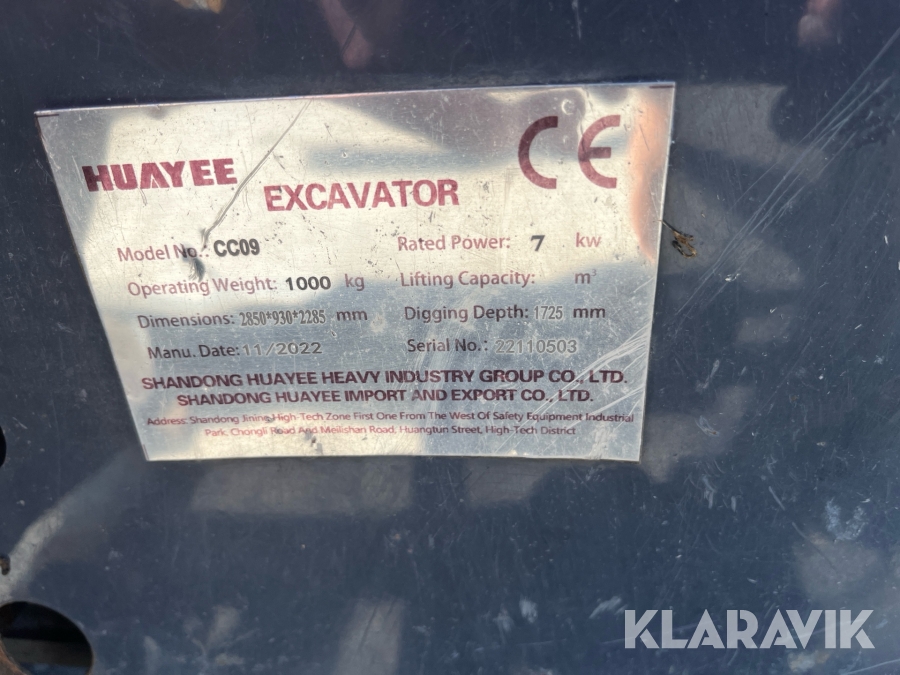 HUAYEE
CE
EXCAVATOR
Model No.: CC09
Rated Power: 7 kw
Operating Weight: 1000 kg
Lifting Capacity: m³
Dimensions: 2850*930*2285 mm
Digging Depth: 1725 mm
Manu. Date: 11/2022
Serial No.: 22110503
SHANDONG HUAYEE HEAVY INDUSTRY GROUP CO., LTD.
SHANDONG HUAYEE IMPORT AND EXPORT CO., LTD.
Address: Shandong Jining High-Tech Zone First One From The West Of Safety Equipment Industrial
Park, Chongli Road And Meilishan Road, Huangtun Street, High-Tech District
KLARAVIK